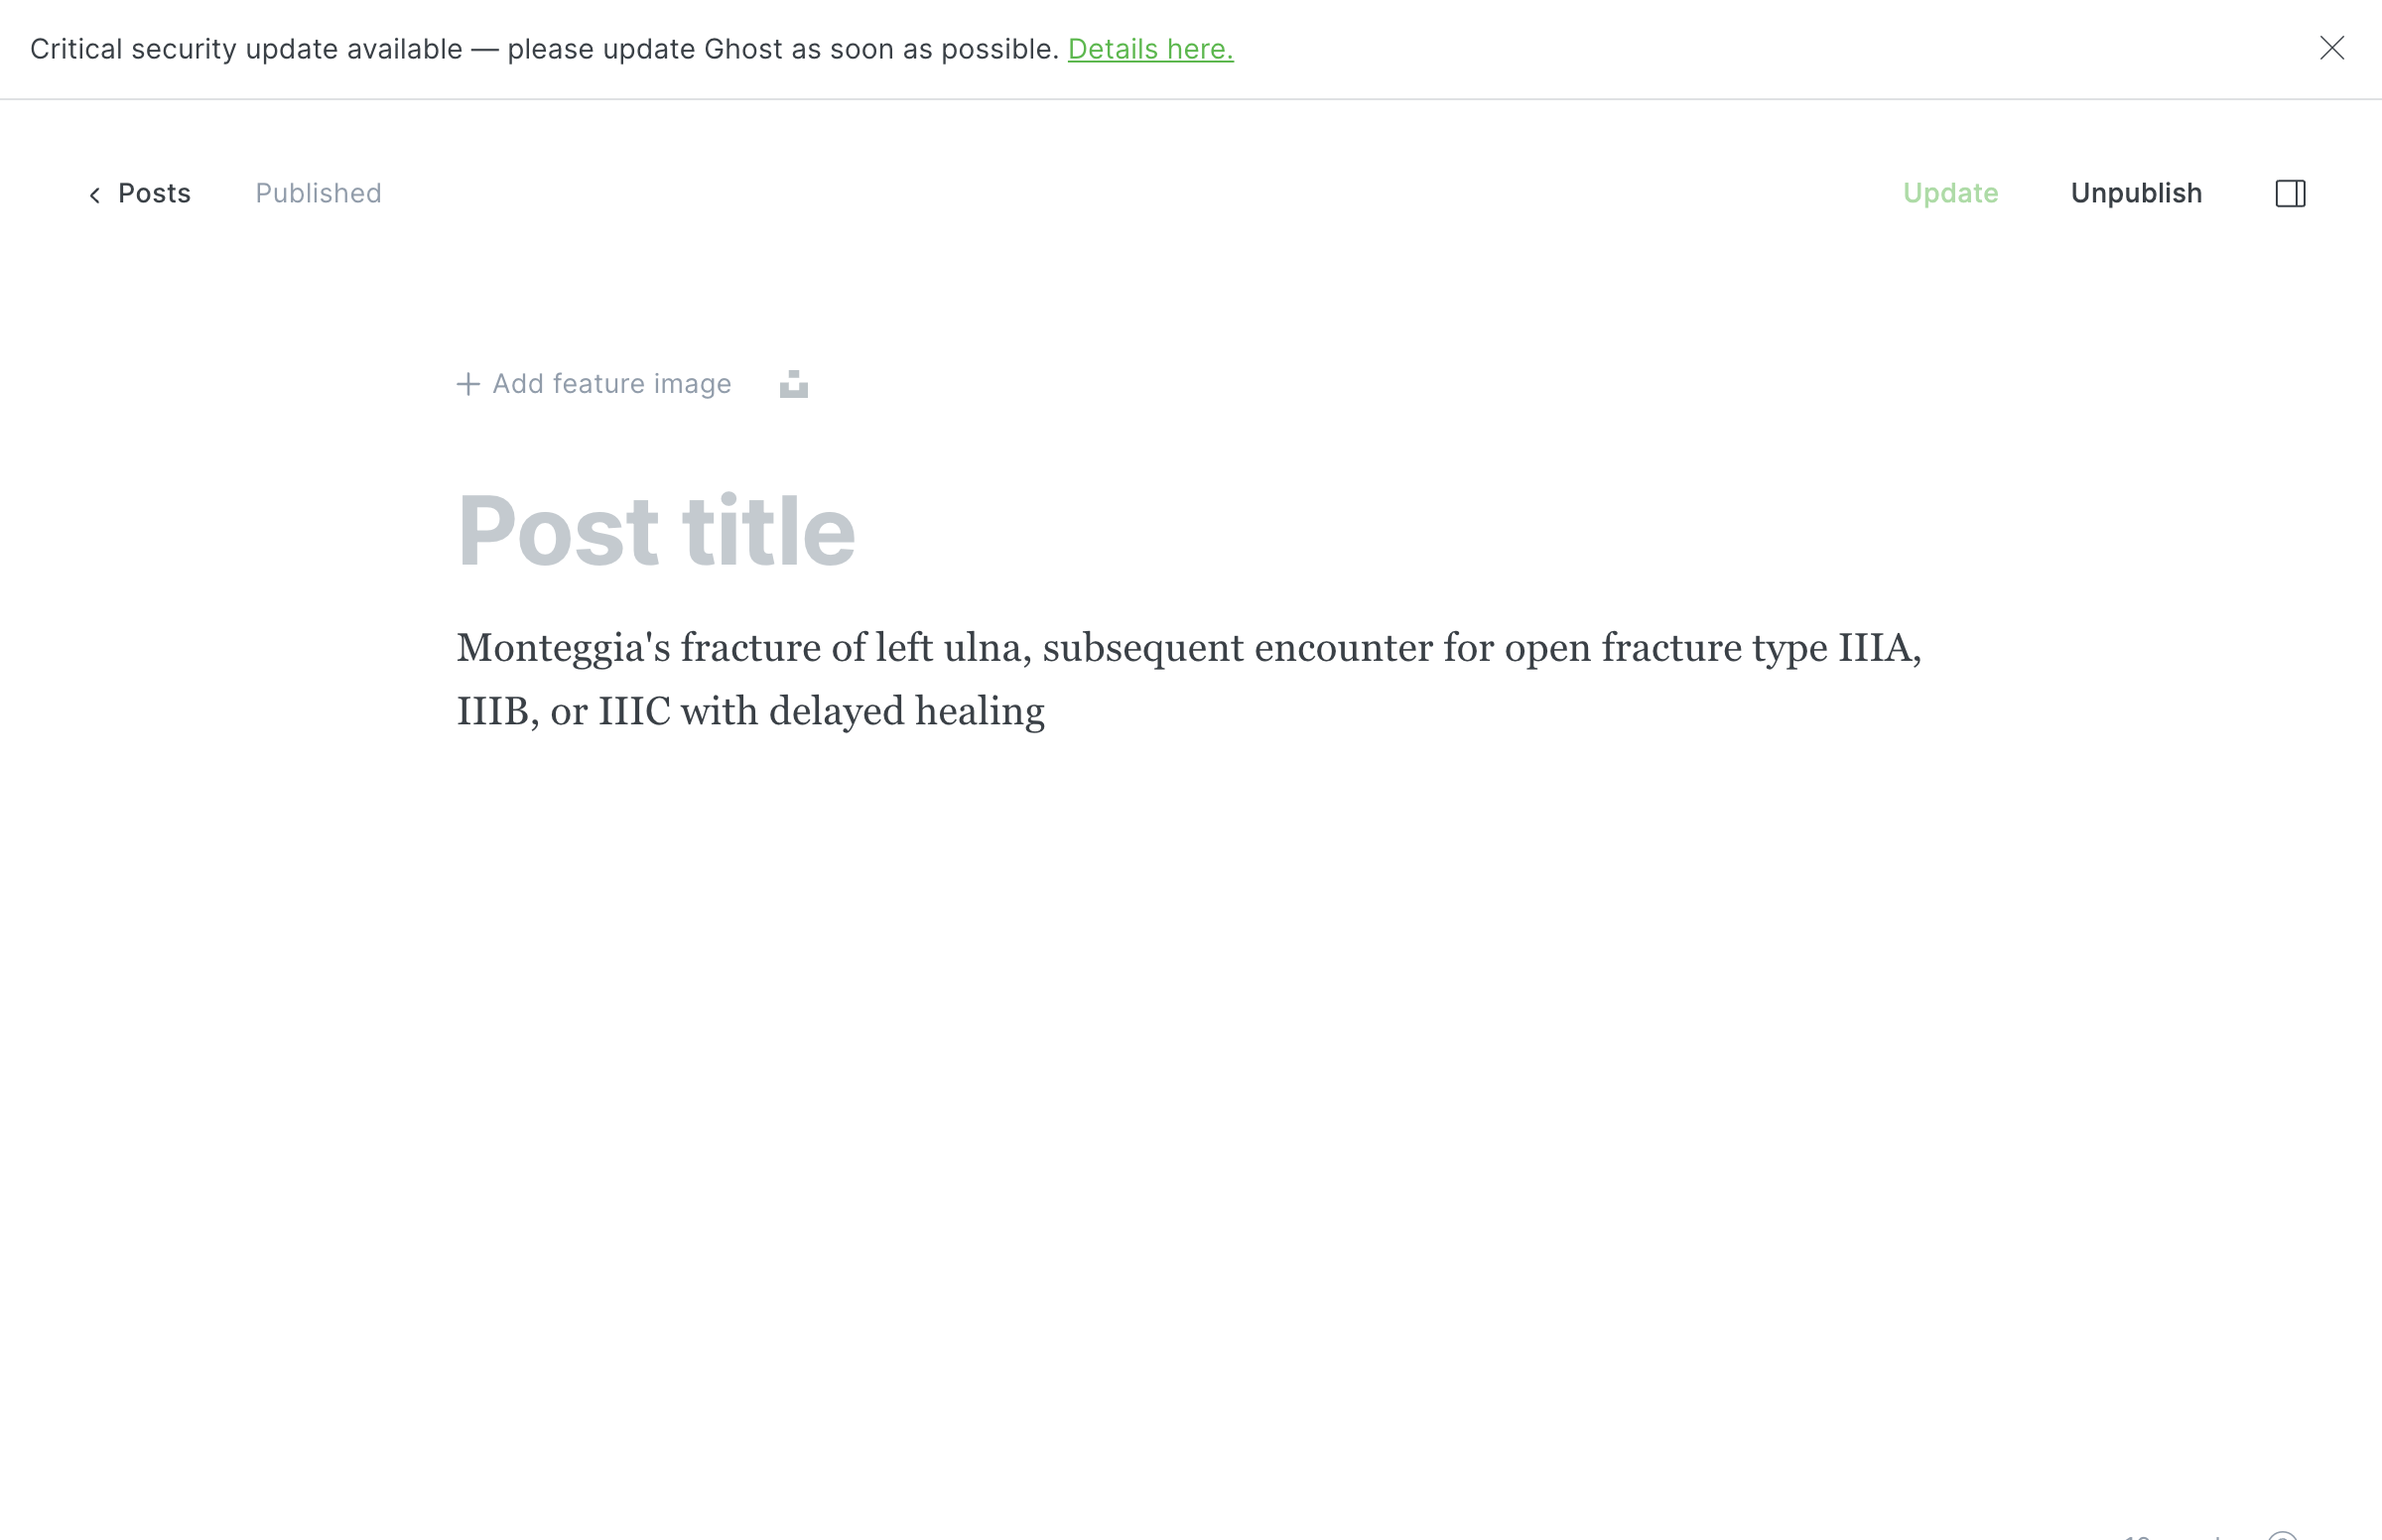 Critical security update available — please update Ghost as soon as possible. Details here.
Posts Published Update Unpublish
Add feature image
Post title
Monteggia's fracture of left ulna, subsequent encounter for open fracture type IIIA,
IIIB, or IIIC with delayed healing